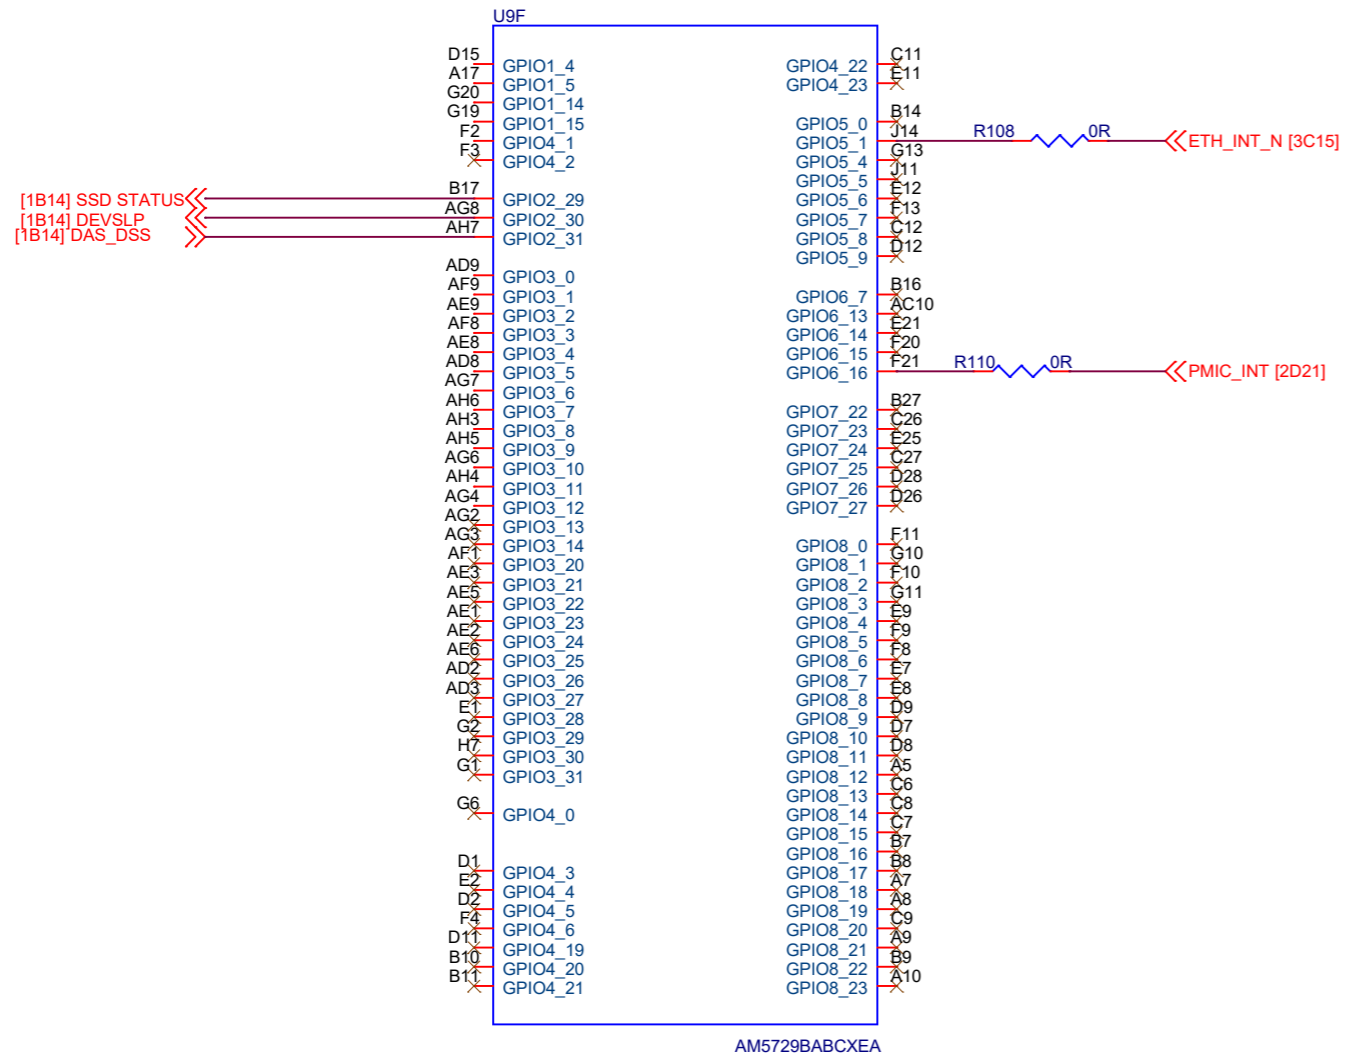 U9F
D15 GPIO1_4
A17 GPIO1_5
G20 GPIO1_14
G19 GPIO1_15
F2 GPIO4_1
F3 GPIO4_2
[1B14] SSD STATUS B17 GPIO2_29
[1B14] DEVSLP AG8 GPIO2_30
[1B14] DAS_DSS AH7 GPIO2_31
AD9 GPIO3_0
AF9 GPIO3_1
AE9 GPIO3_2
AF8 GPIO3_3
AE8 GPIO3_4
AD8 GPIO3_5
AG7 GPIO3_6
AH6 GPIO3_7
AH3 GPIO3_8
AH5 GPIO3_9
AG6 GPIO3_10
AH4 GPIO3_11
AG4 GPIO3_12
AG2 GPIO3_13
AG3 GPIO3_14
AF1 GPIO3_20
AE3 GPIO3_21
AE5 GPIO3_22
AE1 GPIO3_23
AE2 GPIO3_24
AE6 GPIO3_25
AD2 GPIO3_26
AD3 GPIO3_27
E1 GPIO3_28
G2 GPIO3_29
H7 GPIO3_30
G1 GPIO3_31
G6 GPIO4_0
D1 GPIO4_3
E2 GPIO4_4
D2 GPIO4_5
F4 GPIO4_6
D11 GPIO4_19
B10 GPIO4_20
B11 GPIO4_21
GPIO4_22 C11
GPIO4_23 E11
GPIO5_0 B14
GPIO5_1 J14 R108 0R ETH_INT_N [3C15]
GPIO5_4 G13
GPIO5_5 J11
GPIO5_6 E12
GPIO5_7 F13
GPIO5_8 C12
GPIO5_9 D12
GPIO6_7 B16
GPIO6_13 AC10
GPIO6_14 E21
GPIO6_15 F20
GPIO6_16 F21 R110 0R PMIC_INT [2D21]
GPIO7_22 B27
GPIO7_23 C26
GPIO7_24 E25
GPIO7_25 C27
GPIO7_26 D28
GPIO7_27 D26
GPIO8_0 F11
GPIO8_1 G10
GPIO8_2 F10
GPIO8_3 G11
GPIO8_4 E9
GPIO8_5 F9
GPIO8_6 F8
GPIO8_7 E7
GPIO8_8 E8
GPIO8_9 D9
GPIO8_10 D7
GPIO8_11 D8
GPIO8_12 A5
GPIO8_13 C6
GPIO8_14 C8
GPIO8_15 C7
GPIO8_16 B7
GPIO8_17 B8
GPIO8_18 A7
GPIO8_19 A8
GPIO8_20 C9
GPIO8_21 A9
GPIO8_22 B9
GPIO8_23 A10
AM5729BABCXEA